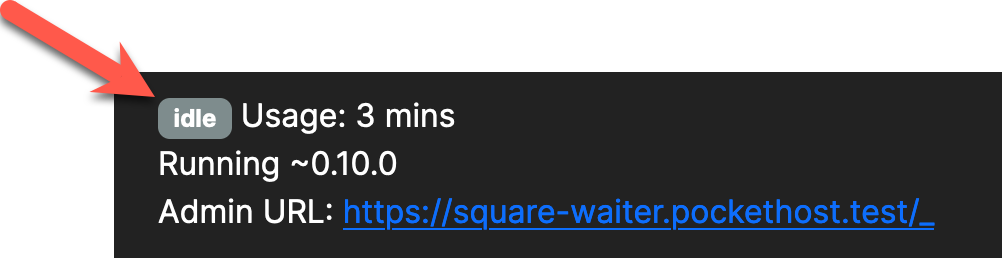 idle Usage: 3 mins
Running ~0.10.0
Admin URL: https://square-waiter.pockethost.test/_